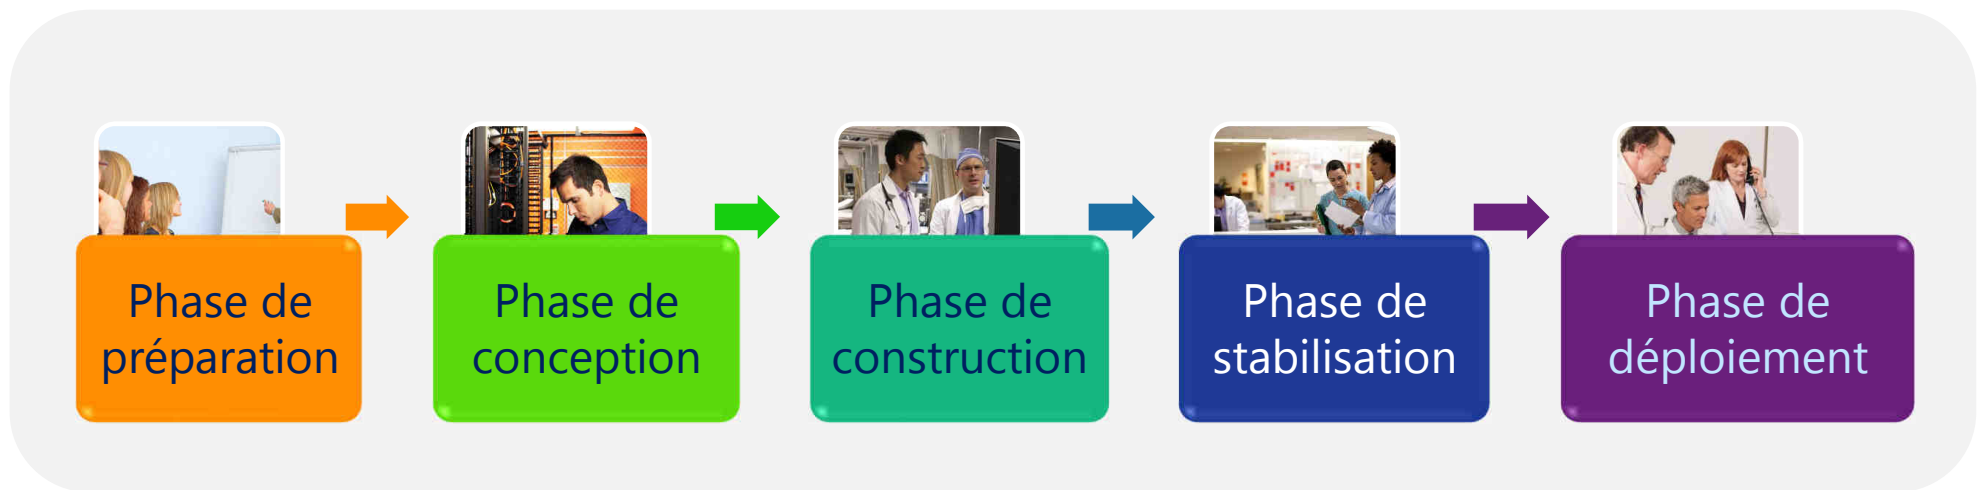 Phase de
préparation
Phase de
conception
Phase de
construction
Phase de
stabilisation
Phase de
déploiement